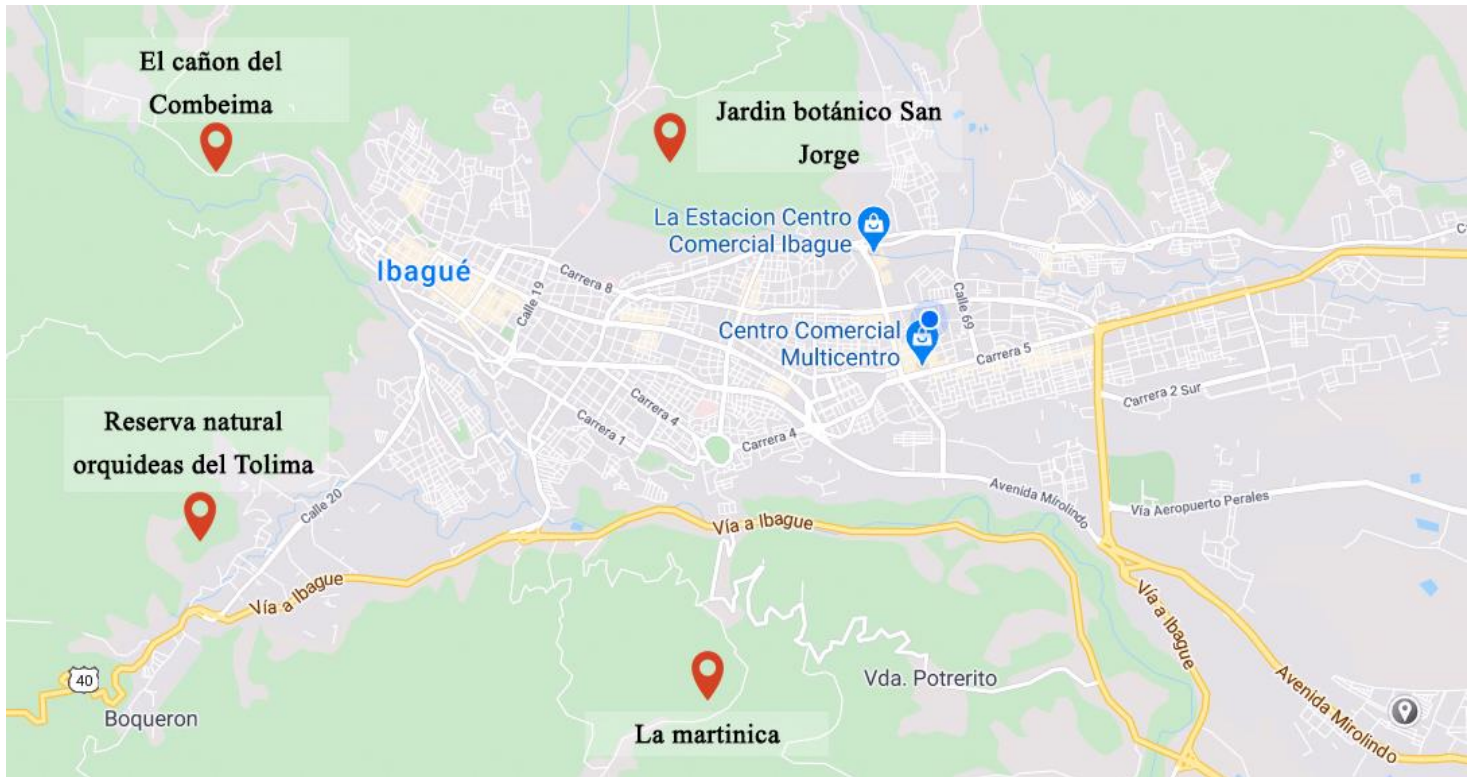 El cañon del
Combeima
Jardin botánico San
Jorge
La Estacion Centro
Comercial Ibague
Ibagué
Carrera 8
Calle 19
Calle 69
Centro Comercial
Multicentro
Carrera 5
Carrera 2 Sur
Reserva natural
orquideas del Tolima
Carrera 4
Carrera 1
Carrera 4
Calle 20
Avenida Mirolindo
Vía Aeropuerto Perales
Vía a Ibague
Vía a Ibague
Vía a Ibague
40
Boqueron
Vda. Potrerito
Avenida Mirolindo
La martinica